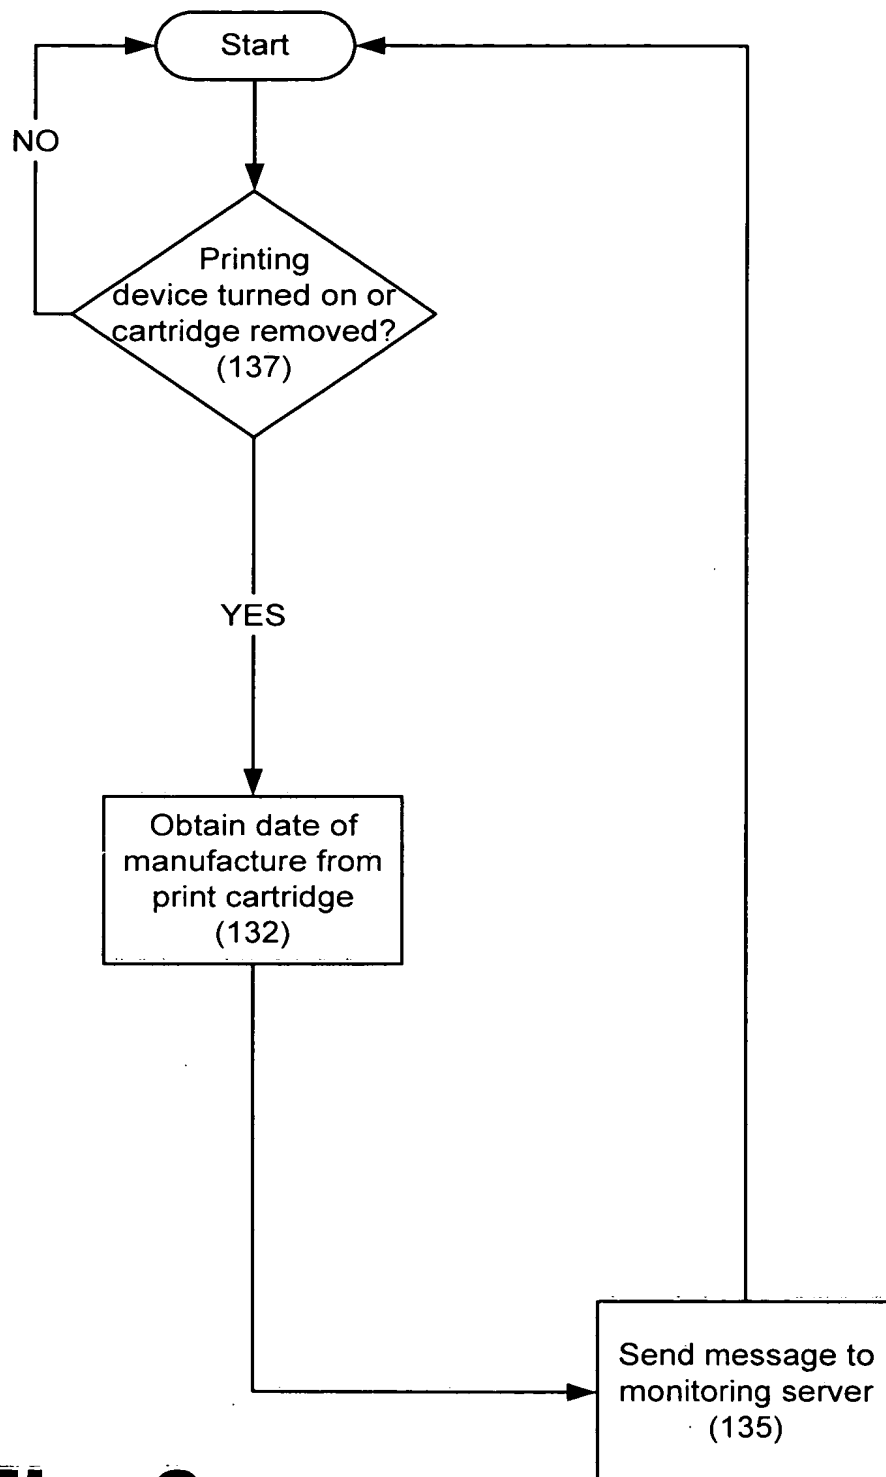 Start
NO
Printing
device turned on or
cartridge removed?
(137)
YES
Obtain date of
manufacture from
print cartridge
(132)
Send message to
monitoring server
(135)